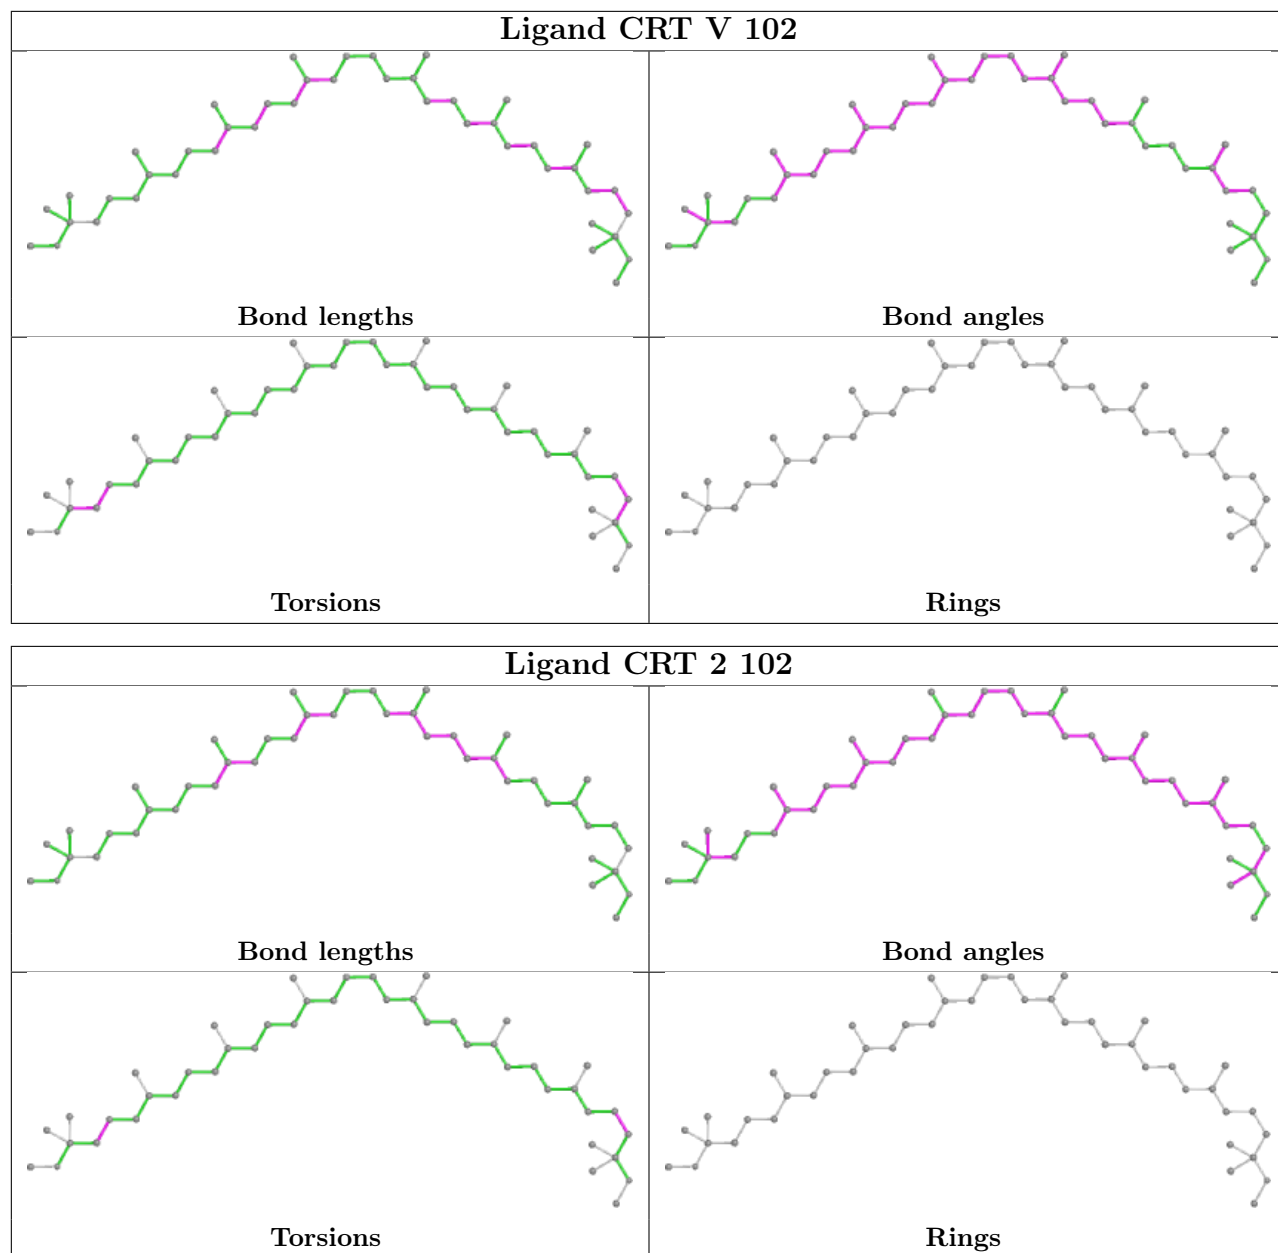 Ligand CRT V 102
Bond lengths
Bond angles
Torsions
Rings
Ligand CRT 2 102
Bond lengths
Bond angles
Torsions
Rings